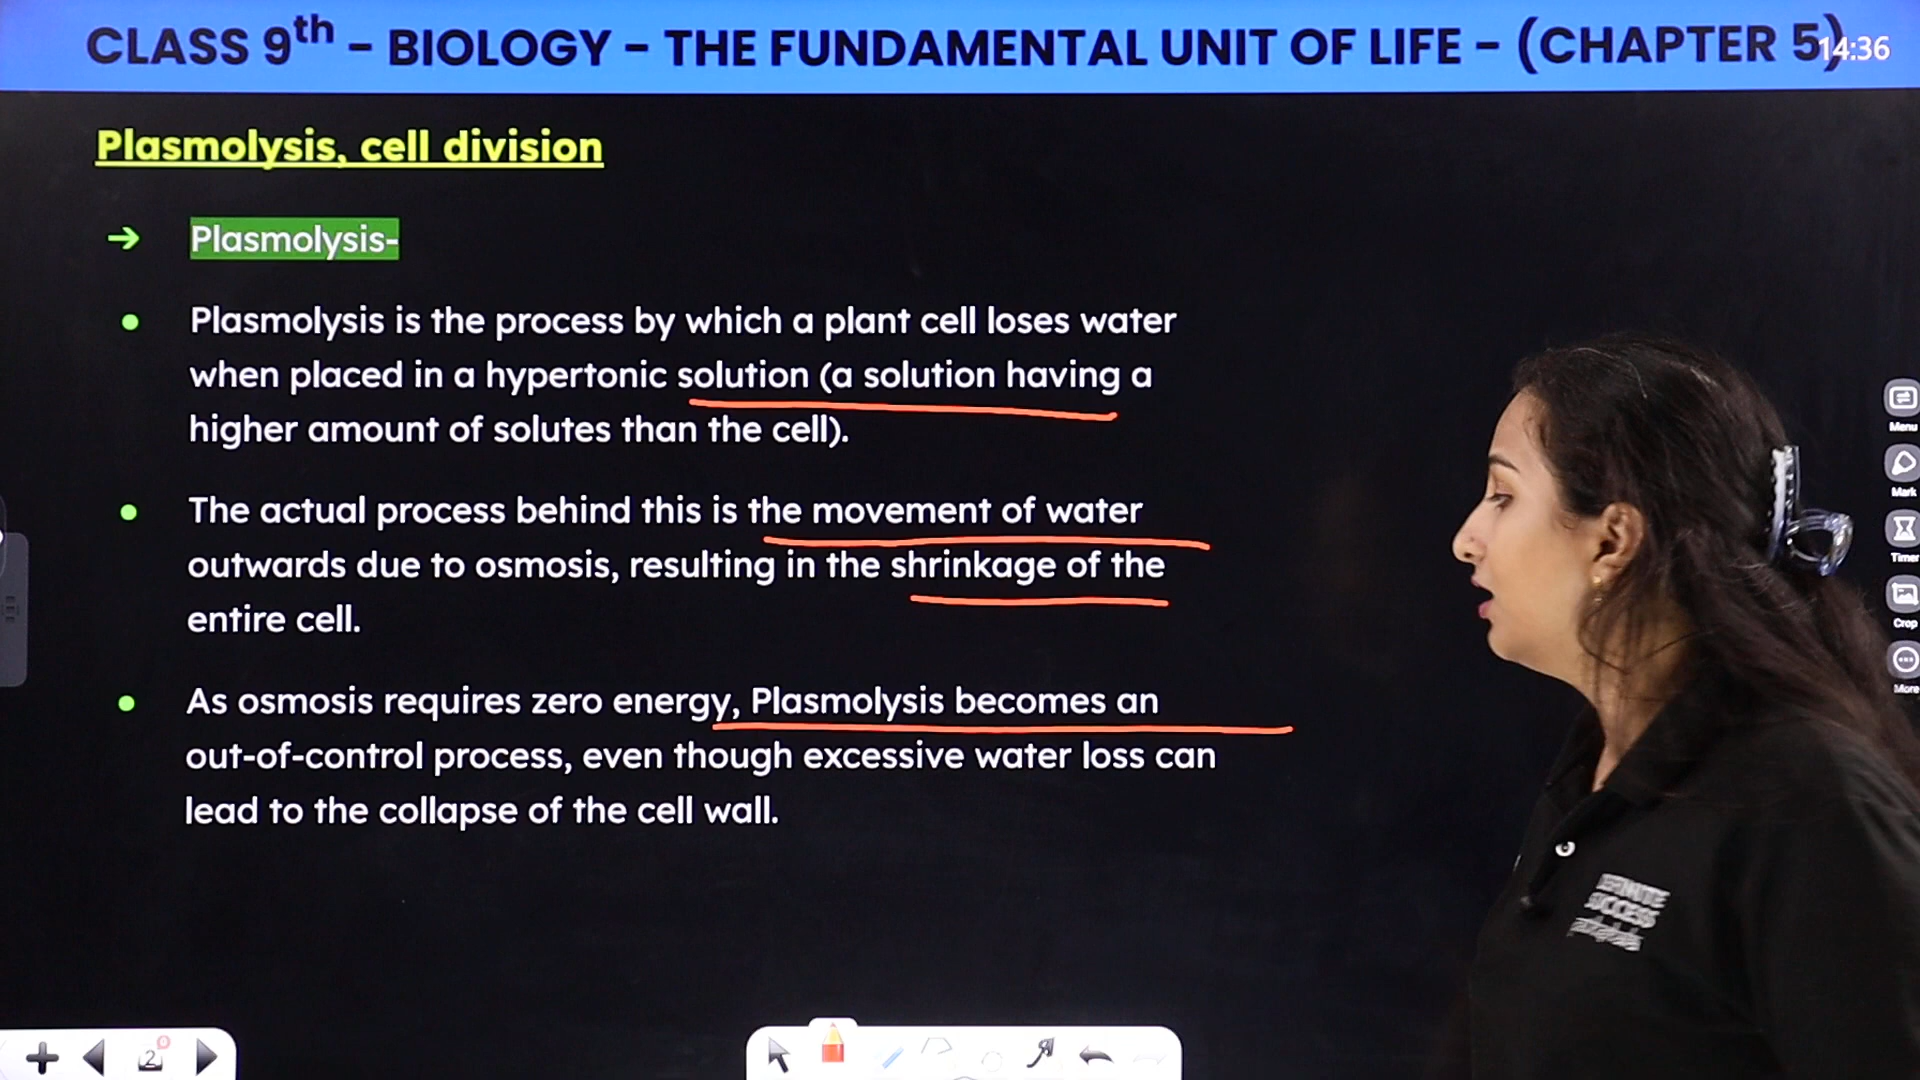 CLASS 9th - BIOLOGY - THE FUNDAMENTAL UNIT OF LIFE - (CHAPTER 5)
14:36
Plasmolysis, cell division
→ Plasmolysis-
• Plasmolysis is the process by which a plant cell loses water
when placed in a hypertonic solution (a solution having a
higher amount of solutes than the cell).
• The actual process behind this is the movement of water
outwards due to osmosis, resulting in the shrinkage of the
entire cell.
• As osmosis requires zero energy, Plasmolysis becomes an
out-of-control process, even though excessive water loss can
lead to the collapse of the cell wall.
Menu
Mark
Timer
Crop
More
SUCCESS
2
0